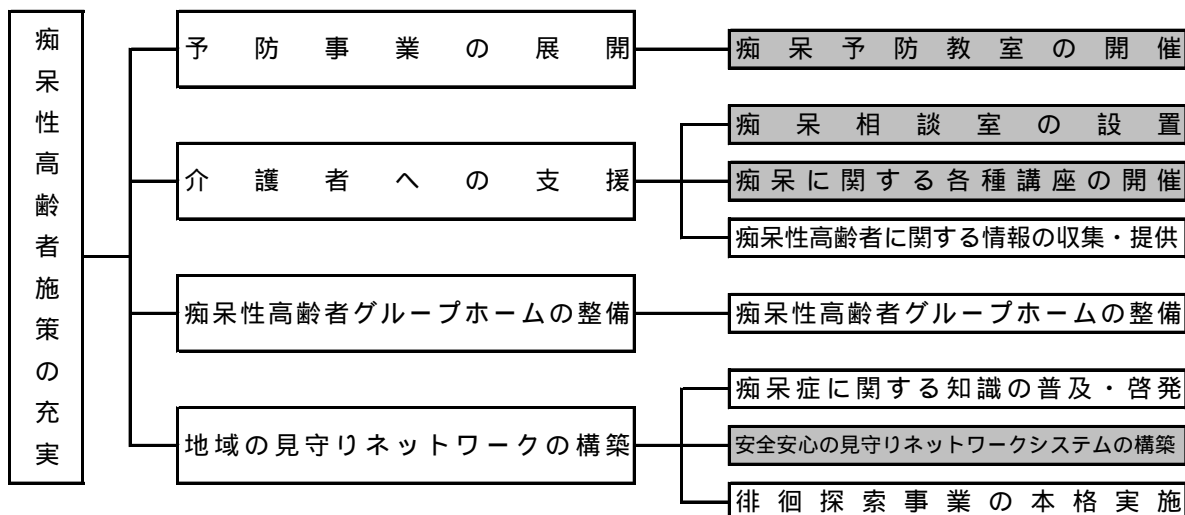 痴呆性高齢者施策の充実
予防事業の展開
痴呆予防教室の開催
介護者への支援
痴呆相談室の設置
痴呆に関する各種講座の開催
痴呆性高齢者に関する情報の収集・提供
痴呆性高齢者グループホームの整備
痴呆性高齢者グループホームの整備
地域の見守りネットワークの構築
痴呆症に関する知識の普及・啓発
安全安心の見守りネットワークシステムの構築
徘徊探索事業の本格実施